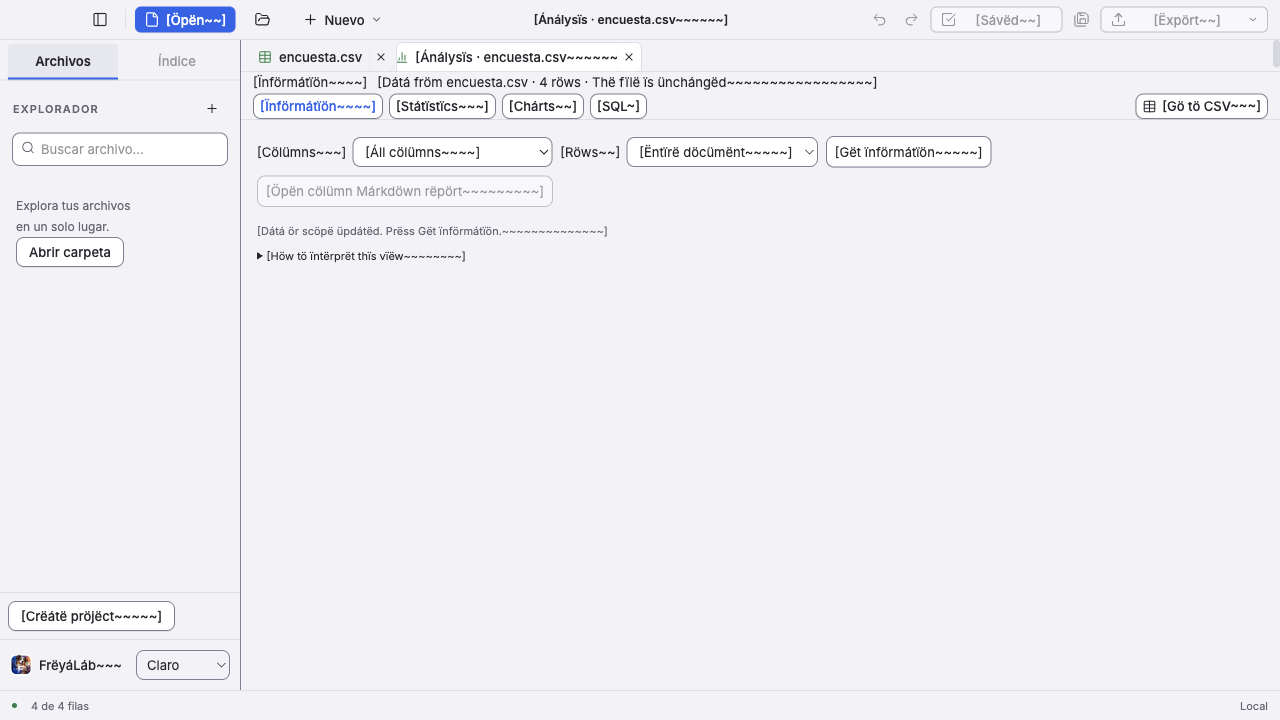 [Öpën~~]
Nuevo
[Ánálysïs · encuesta.csv~~~~~~]
[Sávëd~~]
[Ëxpört~~]
Archivos
Índice
EXPLORADOR
Buscar archivo...
Explora tus archivos
en un solo lugar.
Abrir carpeta
[Crëátë pröjëct~~~~~]
FrëyáLáb~~~
Claro
encuesta.csv
[Ánálysïs · encuesta.csv~~~~~~
[Ïnförmátïön~~~~] [Dátá fröm encuesta.csv · 4 röws · Thë fïlë ïs ünchángëd~~~~~~~~~~~~~~~~~]
[Ïnförmátïön~~~~]
[Státïstïcs~~~]
[Chárts~~]
[SQL~]
[Gö tö CSV~~~]
[Cölümns~~~]
[Áll cölümns~~~~]
[Röws~~]
[Ëntïrë döcümënt~~~~~]
[Gët ïnförmátïön~~~~~]
[Öpën cölümn Márkdöwn rëpört~~~~~~~~~]
[Dátá ör scöpë üpdátëd. Prëss Gët ïnförmátïön.~~~~~~~~~~~~~~]
[Höw tö ïntërprët thïs vïëw~~~~~~~~]
4 de 4 filas
Local